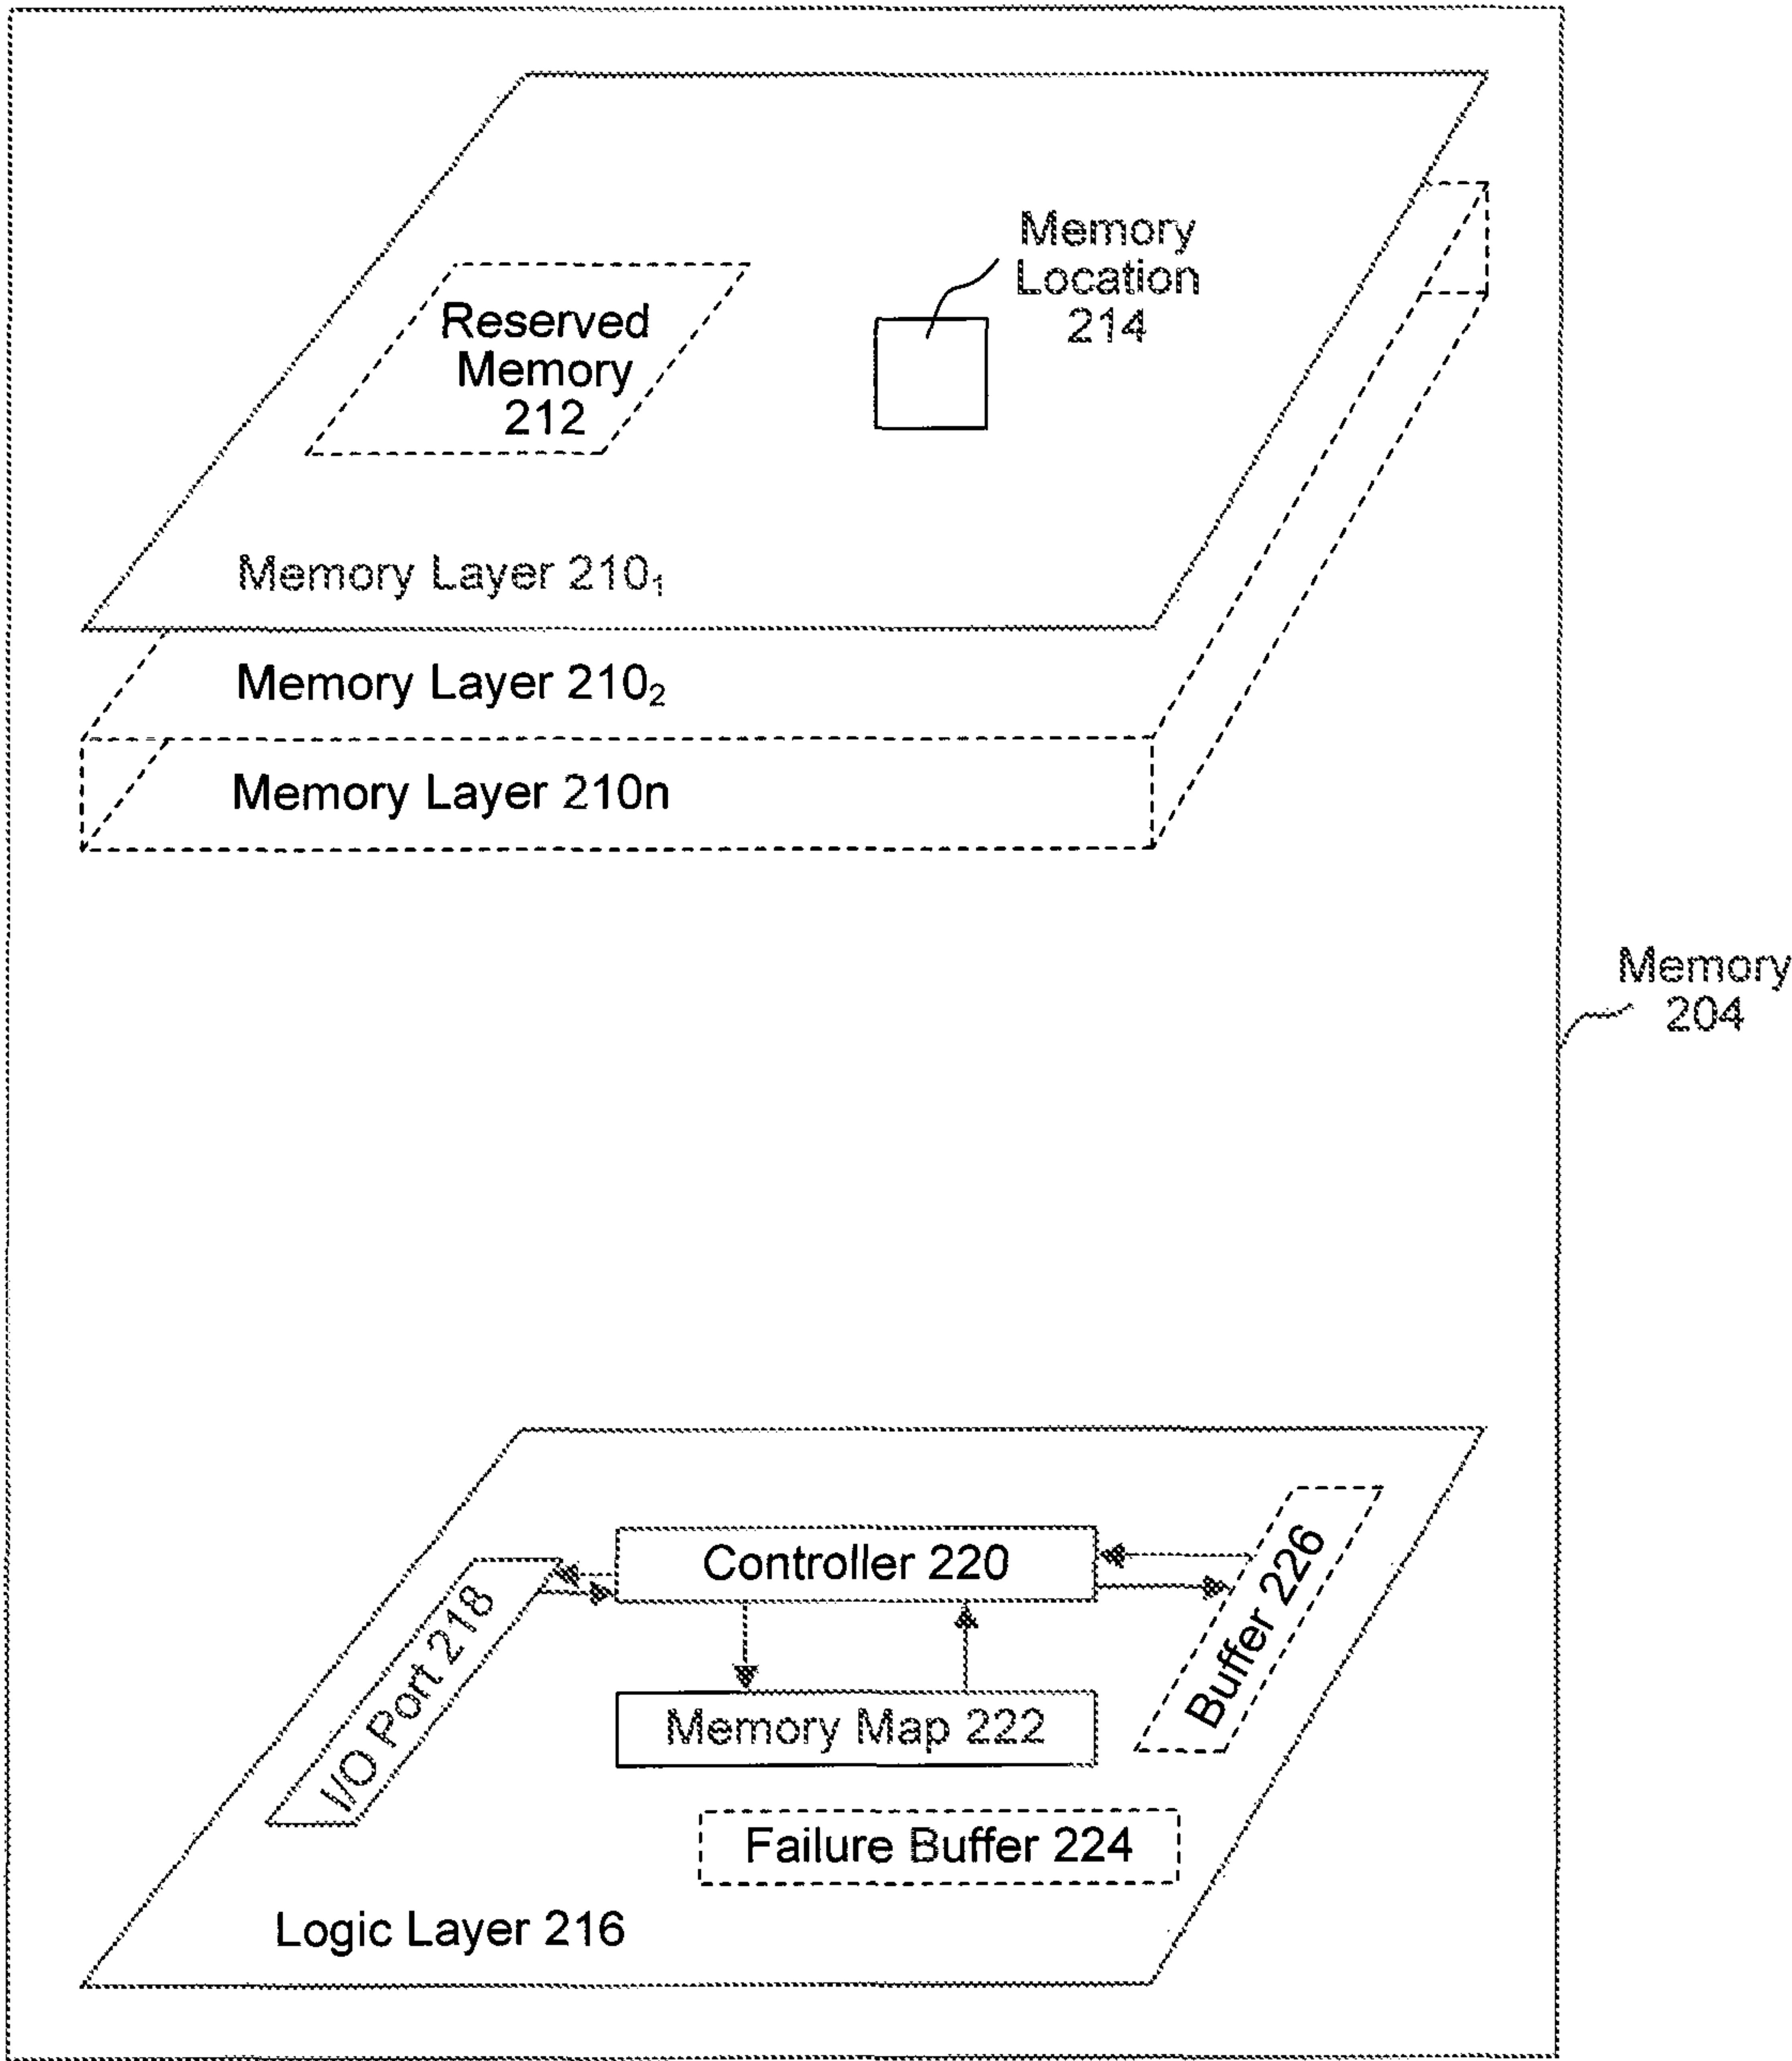 Memory
Location
214
Reserved
Memory
212
Memory Layer 210₁
Memory Layer 210₂
Memory Layer 210n
Memory
204
Controller 220
I/O Port 218
Buffer 226
Memory Map 222
Failure Buffer 224
Logic Layer 216